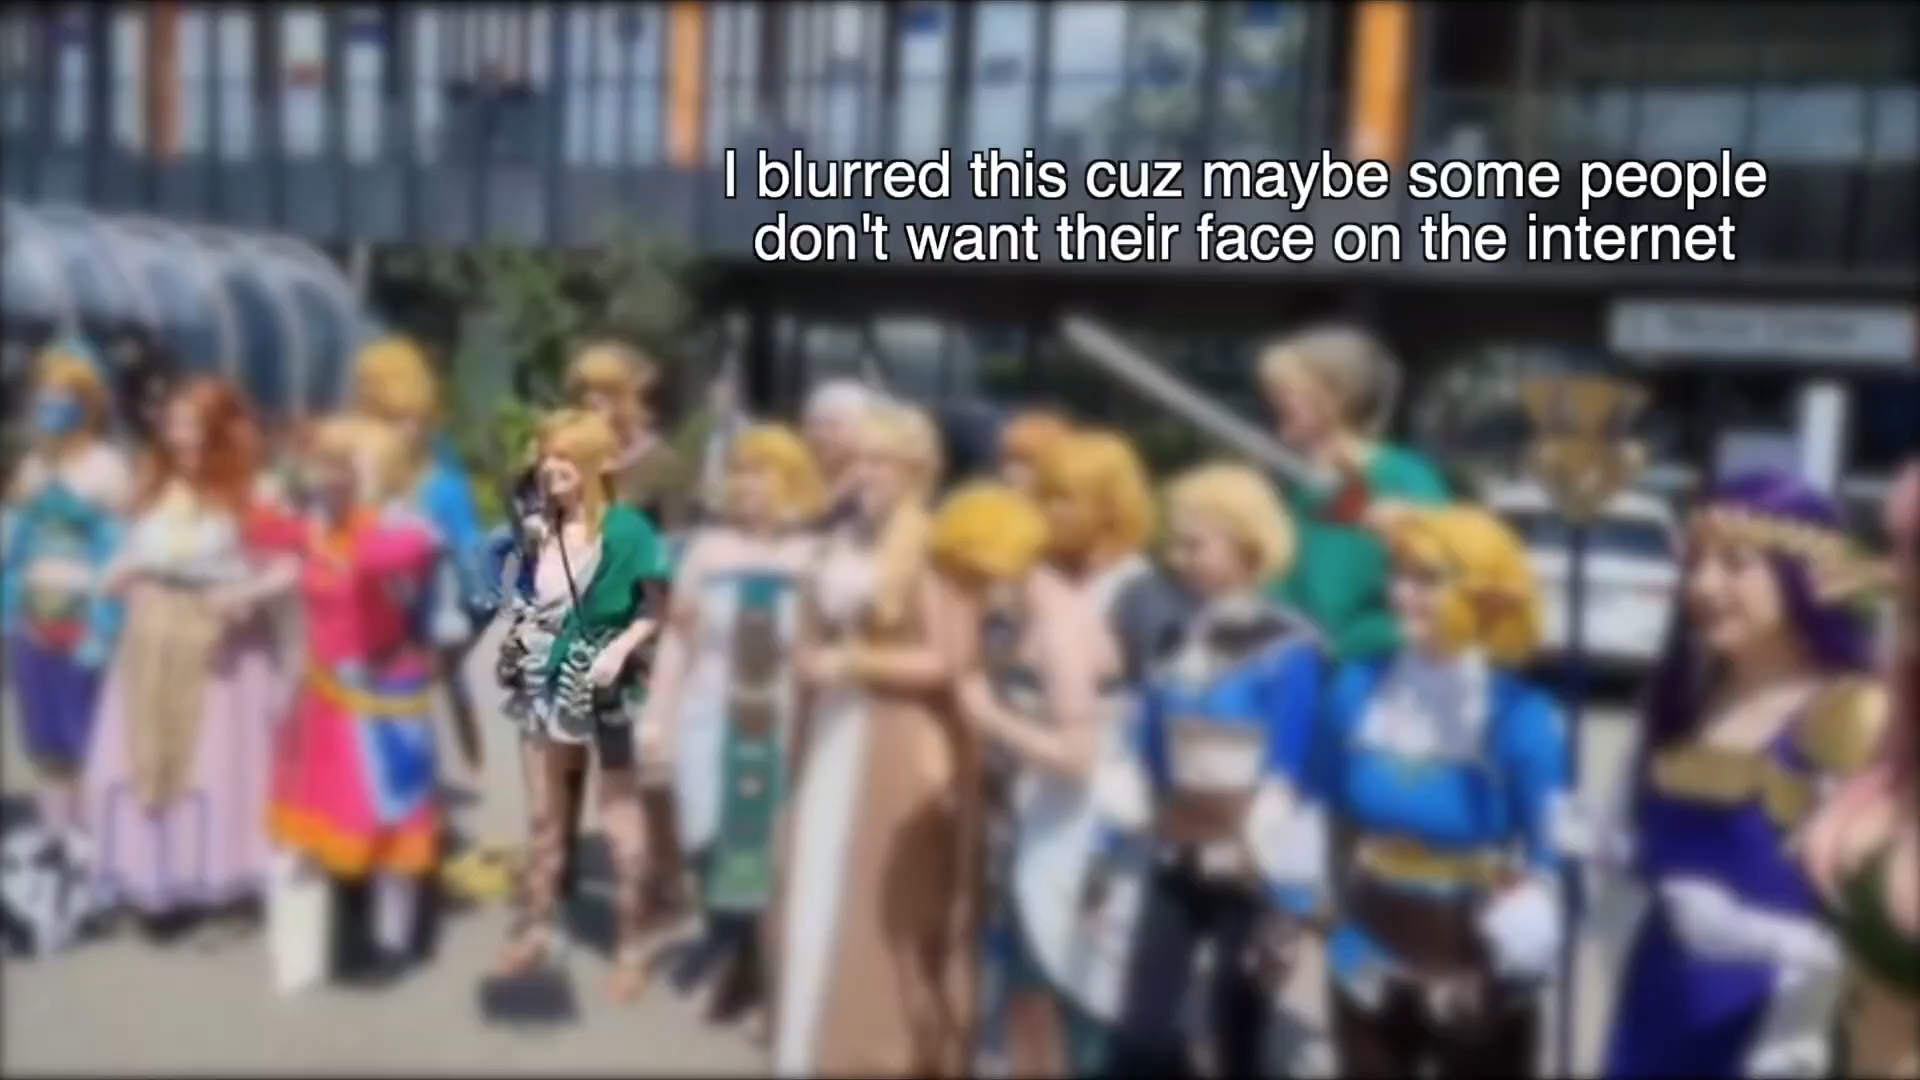 I blurred this cuz maybe some people
don't want their face on the internet